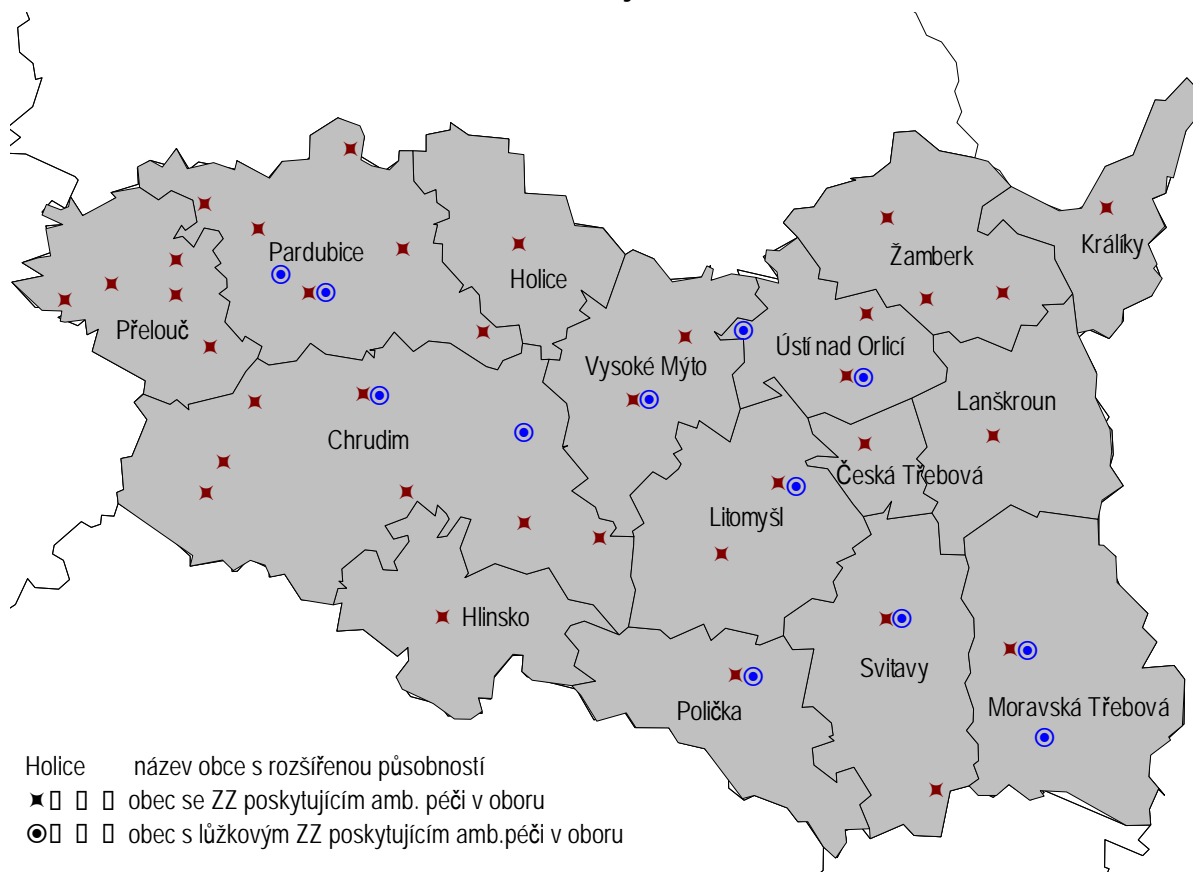 Pardubice
Holice
Žamberk
Králíky
Přelouč
Vysoké Mýto
Ústí nad Orlicí
Lanškroun
Chrudim
Česká Třebová
Litomyšl
Hlinsko
Svitavy
Polička
Moravská Třebová
Holice název obce s rozšířenou působností
obec se ZZ poskytujícím amb. péči v oboru
obec s lůžkovým ZZ poskytujícím amb.péči v oboru